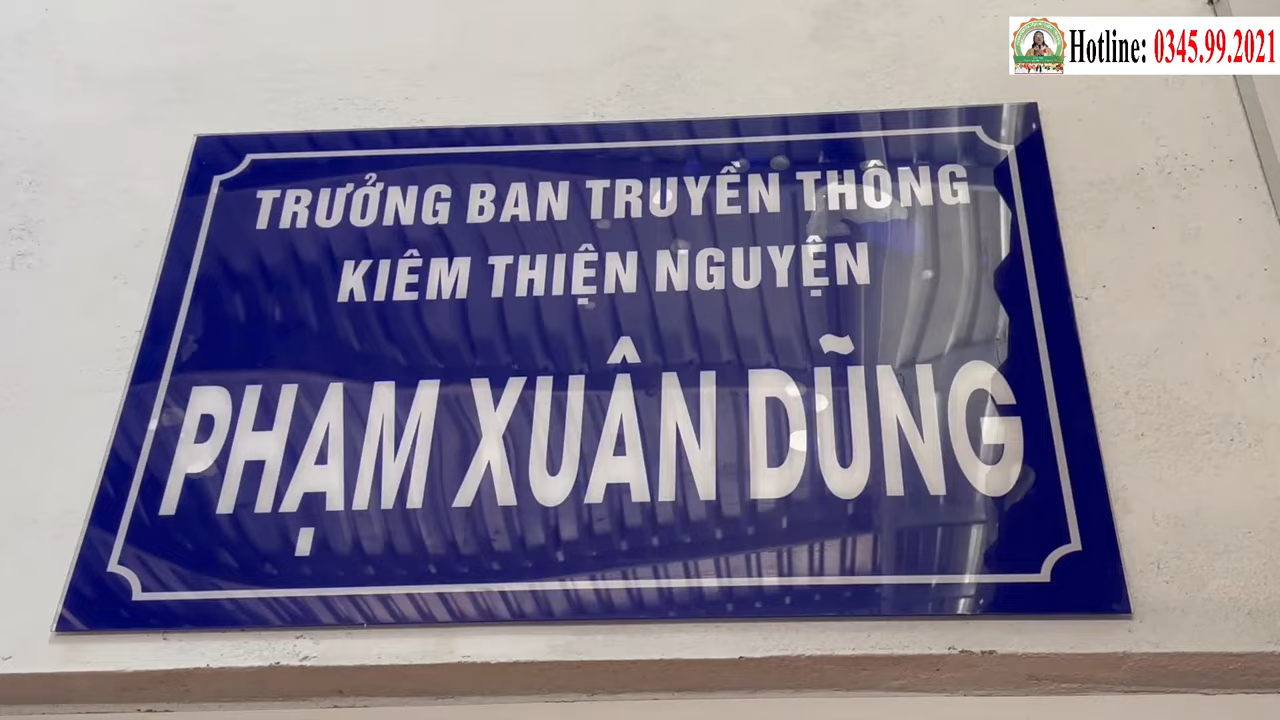 Hotline: 0345.99.2021
TRƯỞNG BAN TRUYỀN THÔNG
KIÊM THIỆN NGUYỆN
PHẠM XUÂN DŨNG